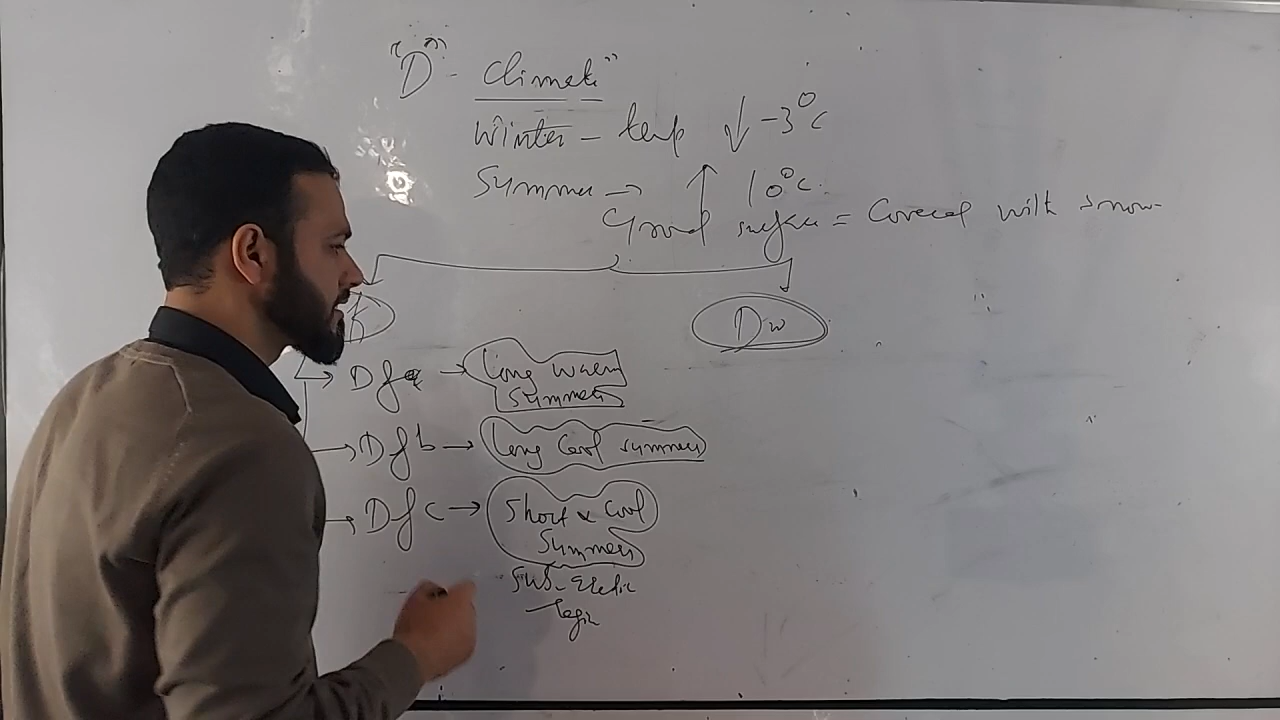 "D" - Climate"
Winter - temp ↓ -3°C
Summer → ↑ 10°C.
Ground surface = Covered with snow
Dw
Dfa → long warm
summers
Dfb → long Cool summers
Dfc → Short & Cool
Summers